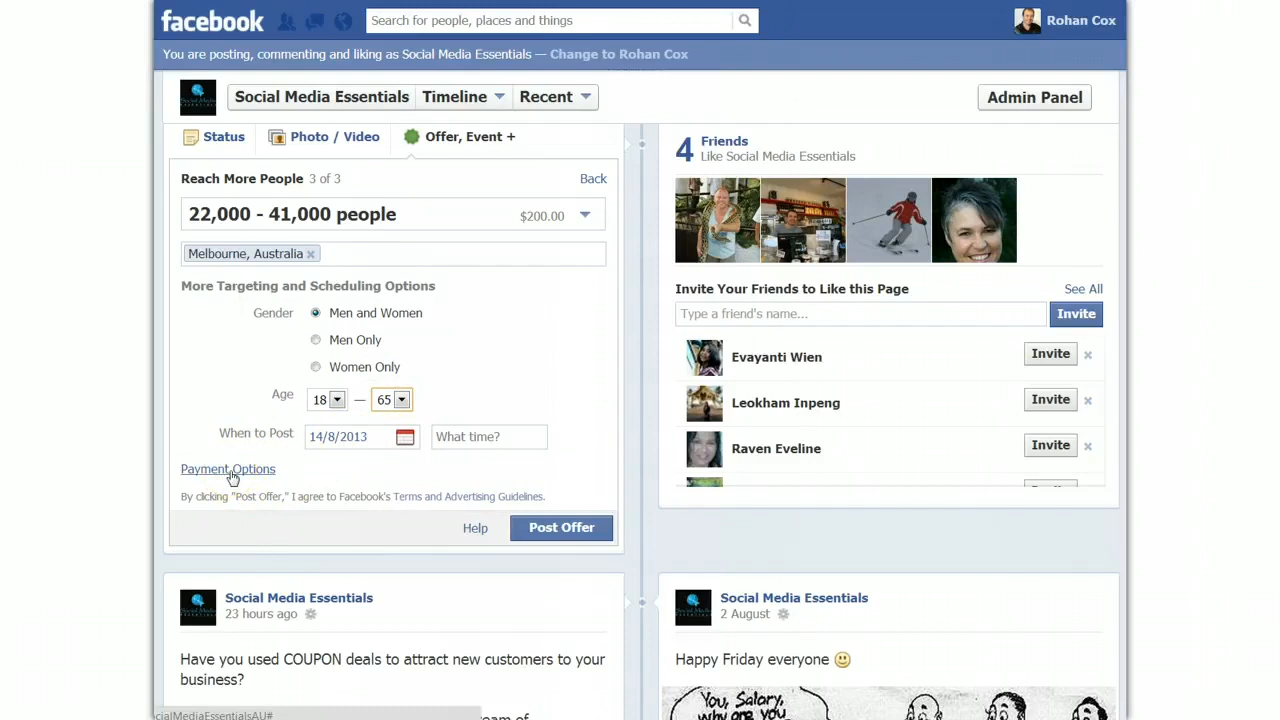 facebook
Search for people, places and things
Rohan Cox
You are posting, commenting and liking as Social Media Essentials — Change to Rohan Cox
Social Media Essentials
Timeline
Recent
Admin Panel
Status
Photo / Video
Offer, Event +
Reach More People 3 of 3
Back
22,000 - 41,000 people
$200.00
Melbourne, Australia
More Targeting and Scheduling Options
Gender
Men and Women
Men Only
Women Only
Age
18 — 65
When to Post
14/8/2013
What time?
Payment Options
By clicking "Post Offer," I agree to Facebook's Terms and Advertising Guidelines.
Help
Post Offer
4 Friends
Like Social Media Essentials
Invite Your Friends to Like this Page
See All
Type a friend's name...
Invite
Evayanti Wien
Invite
Leokham Inpeng
Invite
Raven Eveline
Invite
Social Media Essentials
23 hours ago
Have you used COUPON deals to attract new customers to your
business?
Social Media Essentials
2 August
Happy Friday everyone
You, Salary,
why are you
cialMediaEssentialsAU#